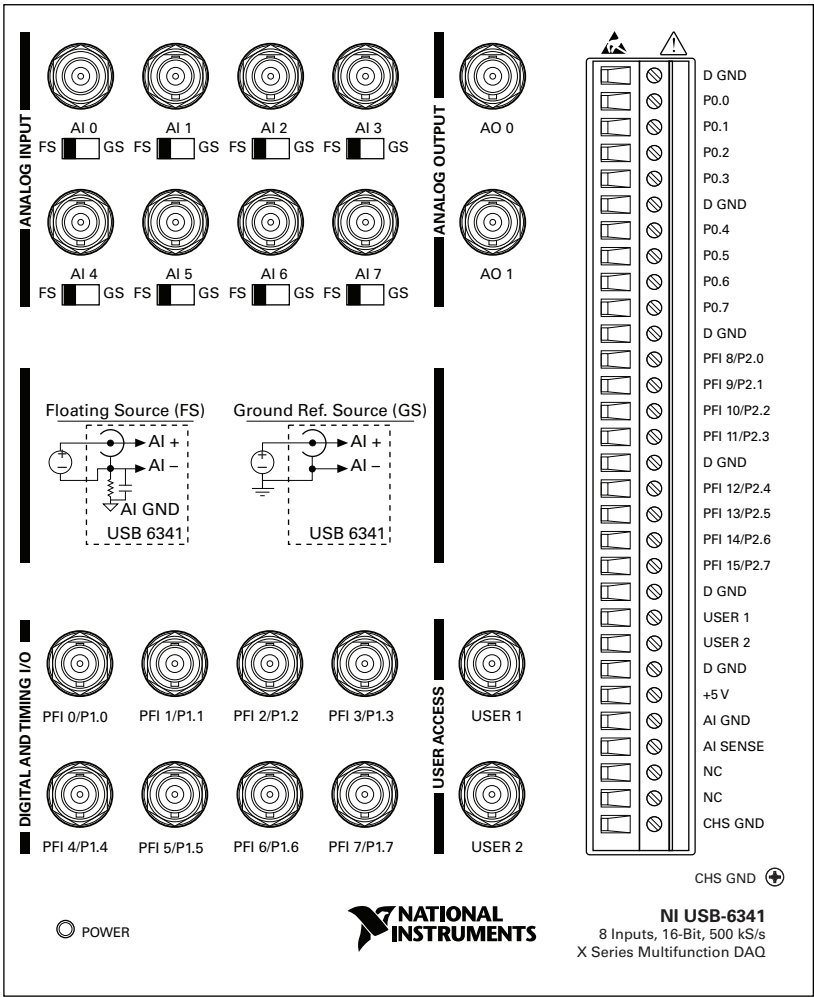 ANALOG INPUT
AI 0
AI 1
AI 2
AI 3
FS GS FS GS FS GS FS GS
AI 4
AI 5
AI 6
AI 7
FS GS FS GS FS GS FS GS
ANALOG OUTPUT
AO 0
AO 1
Floating Source (FS)
AI +
AI –
+
–
AI GND
USB 6341
Ground Ref. Source (GS)
AI +
AI –
+
–
USB 6341
DIGITAL AND TIMING I/O
PFI 0/P1.0
PFI 1/P1.1
PFI 2/P1.2
PFI 3/P1.3
PFI 4/P1.4
PFI 5/P1.5
PFI 6/P1.6
PFI 7/P1.7
USER ACCESS
USER 1
USER 2
D GND
P0.0
P0.1
P0.2
P0.3
D GND
P0.4
P0.5
P0.6
P0.7
D GND
PFI 8/P2.0
PFI 9/P2.1
PFI 10/P2.2
PFI 11/P2.3
D GND
PFI 12/P2.4
PFI 13/P2.5
PFI 14/P2.6
PFI 15/P2.7
D GND
USER 1
USER 2
D GND
+5 V
AI GND
AI SENSE
NC
NC
CHS GND
CHS GND
POWER
NATIONAL
INSTRUMENTS
NI USB-6341
8 Inputs, 16-Bit, 500 kS/s
X Series Multifunction DAQ